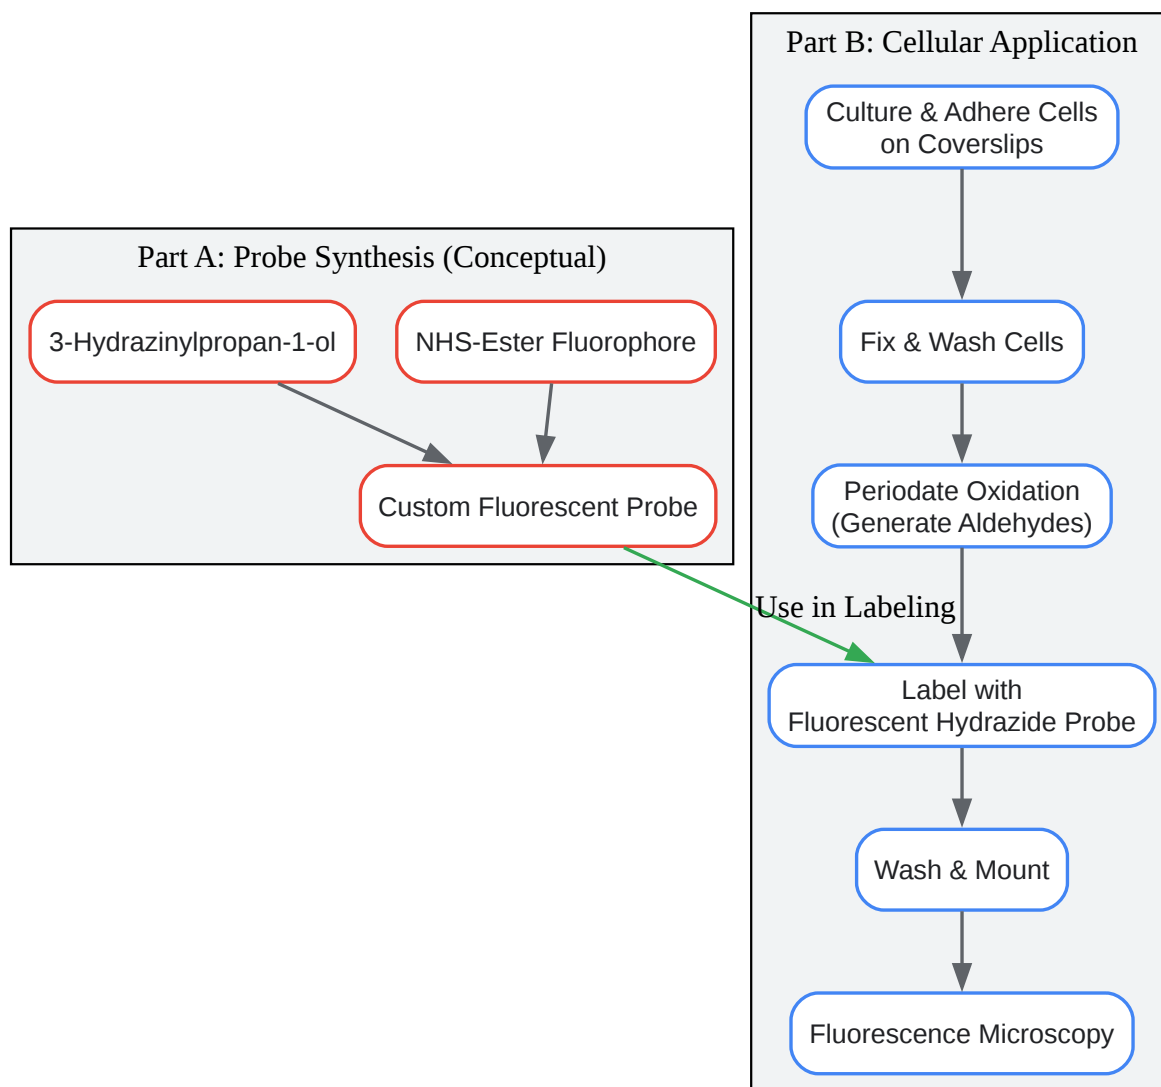 Part A: Probe Synthesis (Conceptual)
3-Hydrazinylpropan-1-ol
NHS-Ester Fluorophore
Custom Fluorescent Probe
Use in Labeling
Part B: Cellular Application
Culture & Adhere Cells
on Coverslips
Fix & Wash Cells
Periodate Oxidation
(Generate Aldehydes)
Label with
Fluorescent Hydrazide Probe
Wash & Mount
Fluorescence Microscopy